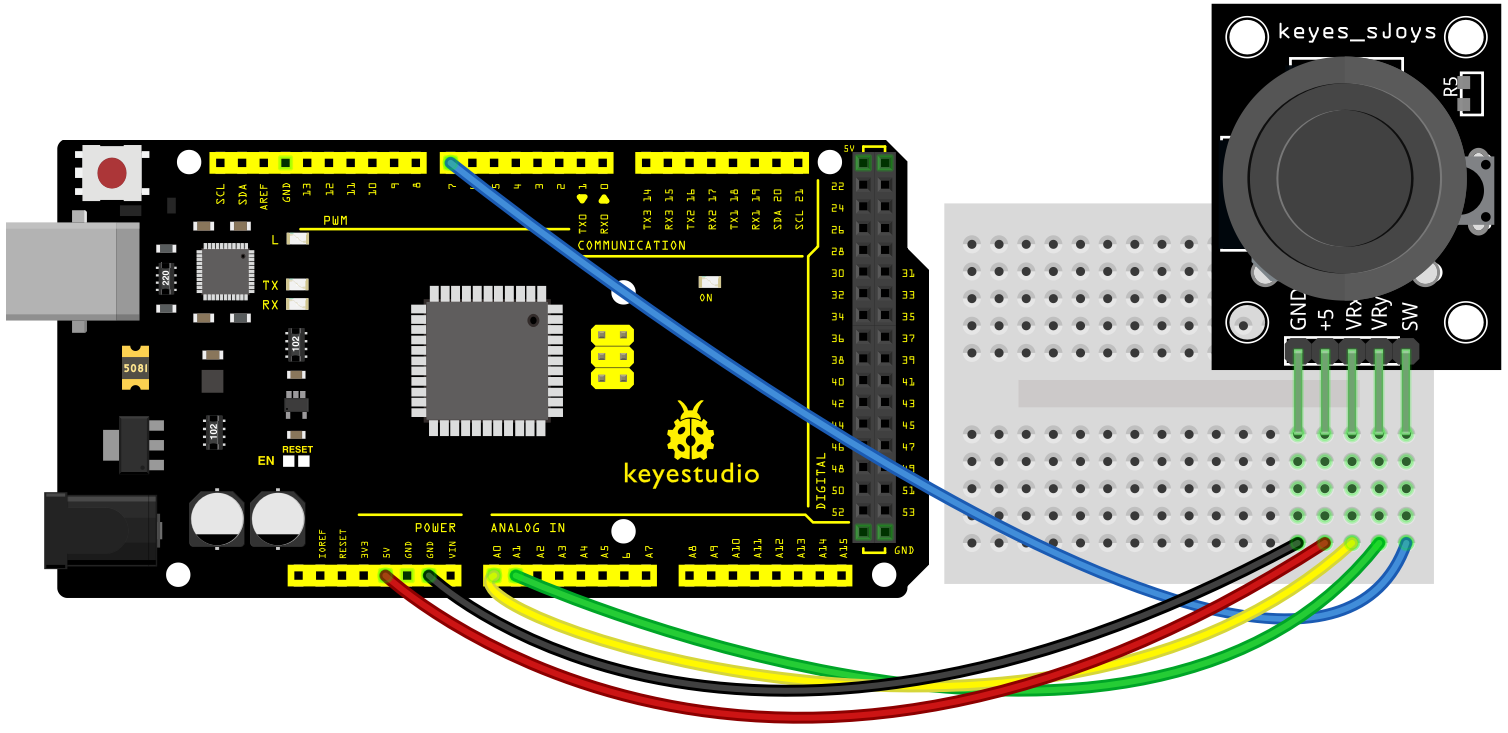 keyes_sJoys
R5
GND
+5
VRx
VRy
SW
5V
SCL
SDA
AREF
GND
13
12
11
10
9
8
7
5
4
3
2
TX0 1
RX0 0
TX3 14
RX3 15
TX2 16
RX2 17
TX1 18
RX1 19
SDA 20
SCL 21
PWM
COMMUNICATION
L
TX
RX
ON
220
102
5081
102
RESET
EN
keyestudio
22
24
26
28
30 31
32 33
34 35
36 37
38 39
40 41
42 43
44 45
46 47
48 49
50 51
52 53
GND
DIGITAL
POWER
ANALOG IN
IOREF
RESET
3V3
5V
GND
GND
VIN
A0
A1
A2
A3
A4
A5
6
A7
A8
A9
A10
A11
A12
A13
A14
A15